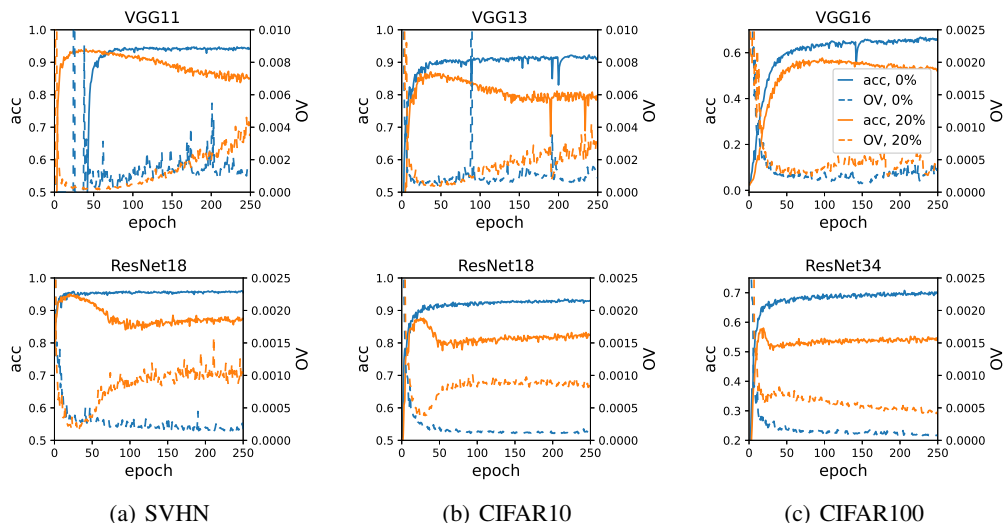 VGG11
VGG13
VGG16
1.0
0.9
0.8
0.7
0.6
0.5
acc
0.010
0.008
0.006
0.004
0.002
0.000
OV
0 50 100 150 200 250
epoch
1.0
0.9
0.8
0.7
0.6
0.5
acc
0.010
0.008
0.006
0.004
0.002
0.000
OV
0 50 100 150 200 250
epoch
0.6
0.4
0.2
0.0
acc
0.0025
0.0020
0.0015
0.0010
0.0005
0.0000
OV
acc, 0%
OV, 0%
acc, 20%
OV, 20%
0 50 100 150 200 250
epoch
ResNet18
ResNet18
ResNet34
1.0
0.9
0.8
0.7
0.6
0.5
acc
0.0025
0.0020
0.0015
0.0010
0.0005
0.0000
OV
0 50 100 150 200 250
epoch
1.0
0.9
0.8
0.7
0.6
0.5
acc
0.0025
0.0020
0.0015
0.0010
0.0005
0.0000
OV
0 50 100 150 200 250
epoch
0.7
0.6
0.5
0.4
0.3
0.2
acc
0.0025
0.0020
0.0015
0.0010
0.0005
0.0000
OV
0 50 100 150 200 250
epoch
(a) SVHN
(b) CIFAR10
(c) CIFAR100